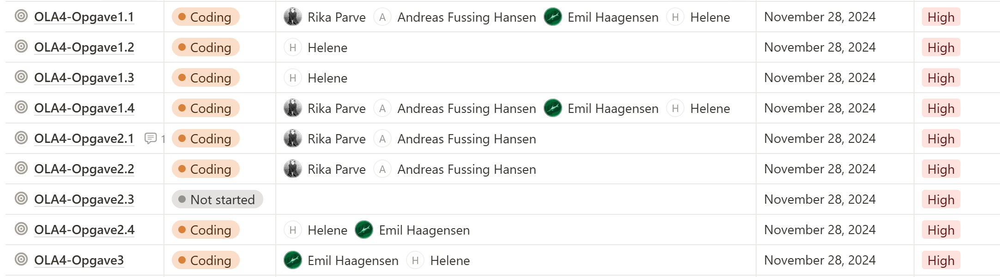 OLA4-Opgave1.1 Coding Rika Parve A Andreas Fussing Hansen Emil Haagensen H Helene November 28, 2024 High
OLA4-Opgave1.2 Coding H Helene November 28, 2024 High
OLA4-Opgave1.3 Coding H Helene November 28, 2024 High
OLA4-Opgave1.4 Coding Rika Parve A Andreas Fussing Hansen Emil Haagensen H Helene November 28, 2024 High
OLA4-Opgave2.1 1 Coding Rika Parve A Andreas Fussing Hansen November 28, 2024 High
OLA4-Opgave2.2 Coding Rika Parve A Andreas Fussing Hansen November 28, 2024 High
OLA4-Opgave2.3 Not started November 28, 2024 High
OLA4-Opgave2.4 Coding H Helene Emil Haagensen November 28, 2024 High
OLA4-Opgave3 Coding Emil Haagensen H Helene November 28, 2024 High